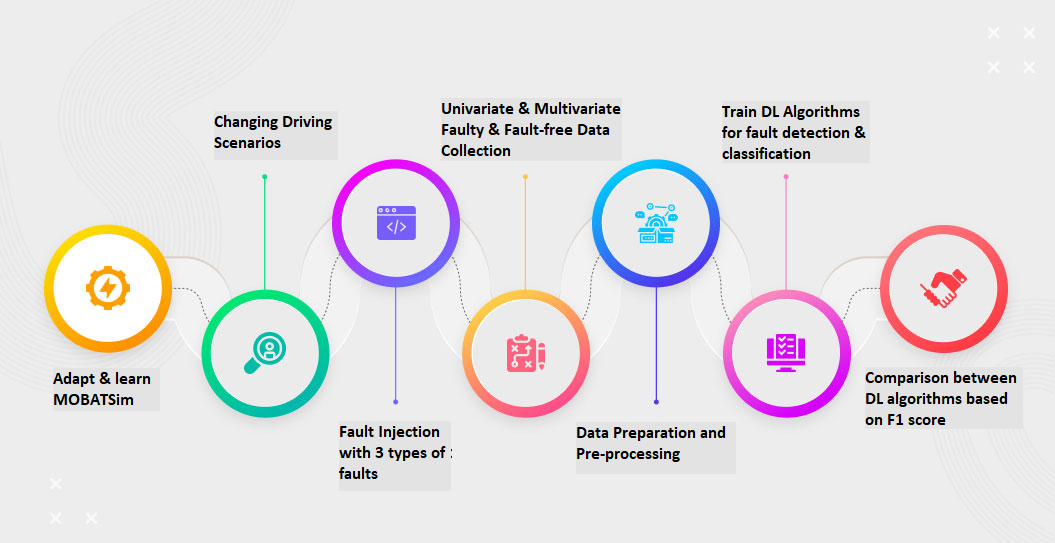 Adapt & learn
MOBATSim
Changing Driving
Scenarios
Fault Injection
with 3 types of :
faults
Univariate & Multivariate
Faulty & Fault-free Data
Collection
Data Preparation and
Pre-processing
Train DL Algorithms
for fault detection &
classification
Comparison between
DL algorithms based
on F1 score